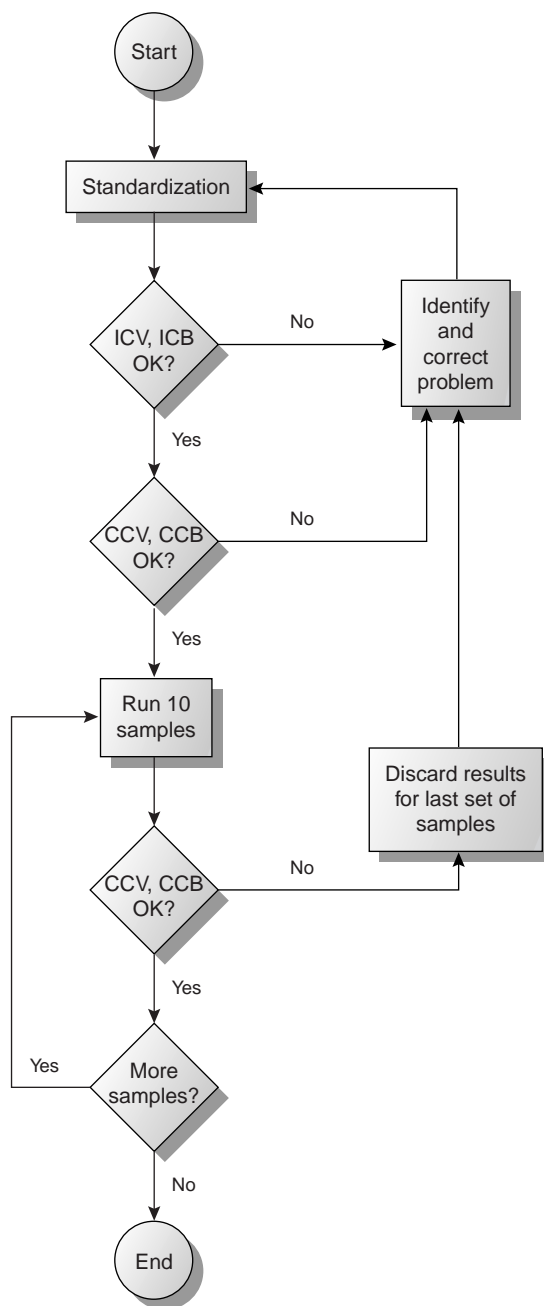 Start
Standardization
ICV, ICB
OK?
No
Identify
and
correct
problem
Yes
CCV, CCB
OK?
No
Yes
Run 10
samples
Discard results
for last set of
samples
CCV, CCB
OK?
No
Yes
More
samples?
Yes
No
End